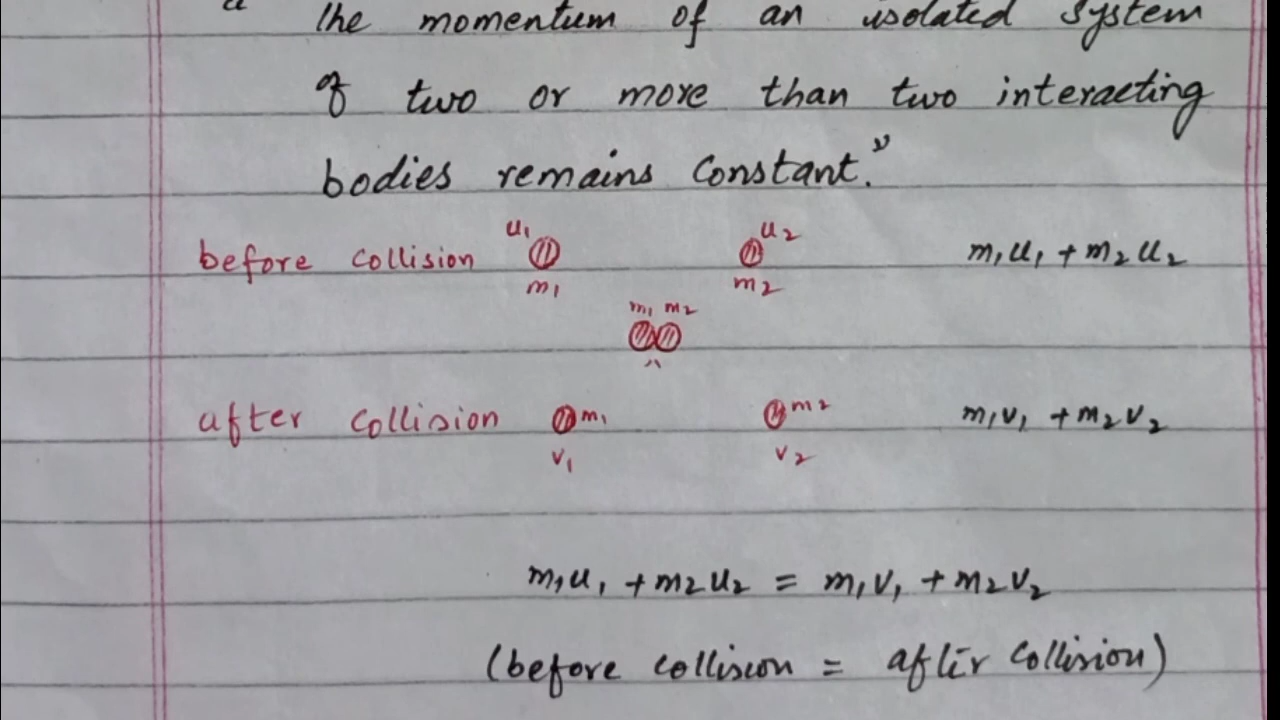 " The momentum of an isolated system
of two or more than two interacting
bodies remains constant."
before collision u₁ m₁ u₂ m₂ m₁u₁ + m₂u₂
m₁ m₂
after collision m₁ v₁ m₂ v₂ m₁v₁ + m₂v₂
m₁u₁ + m₂u₂ = m₁v₁ + m₂v₂
(before collision = after collision)